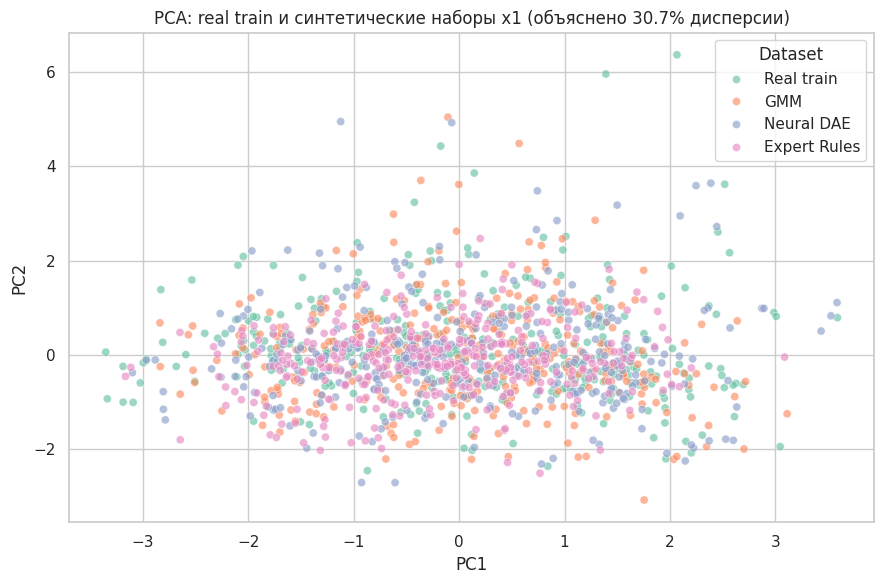 PCA: real train и синтетические наборы x1 (объяснено 30.7% дисперсии)
Dataset
Real train
GMM
Neural DAE
Expert Rules
6
4
2
0
−2
PC2
−3
−2
−1
0
1
2
3
PC1